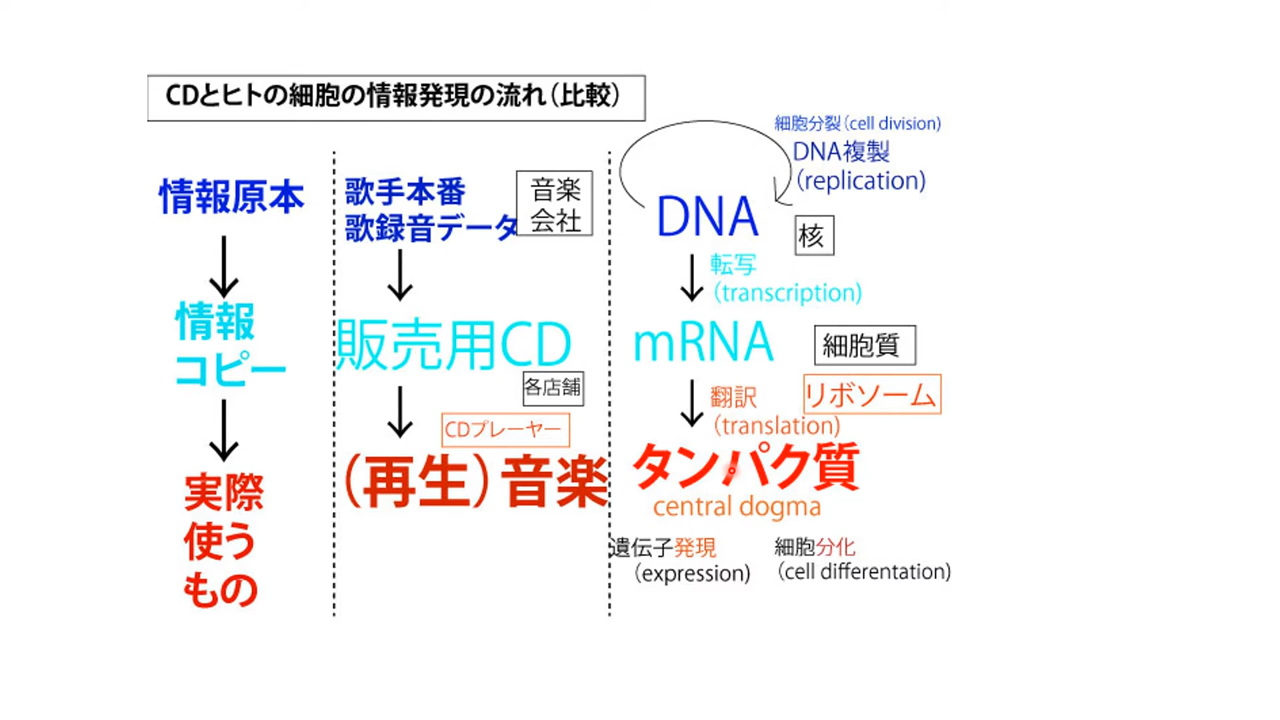 CDとヒトの細胞の情報発現の流れ(比較)
情報原本
情報
コピー
実際
使う
もの
歌手本番
歌録音データ
音楽
会社
販売用CD
各店舗
CDプレーヤー
(再生)音楽
細胞分裂(cell division)
DNA複製
(replication)
DNA
核
転写
(transcription)
mRNA
細胞質
翻訳
(translation)
リボソーム
タンパク質
central dogma
遺伝子発現
(expression)
細胞分化
(cell differentation)